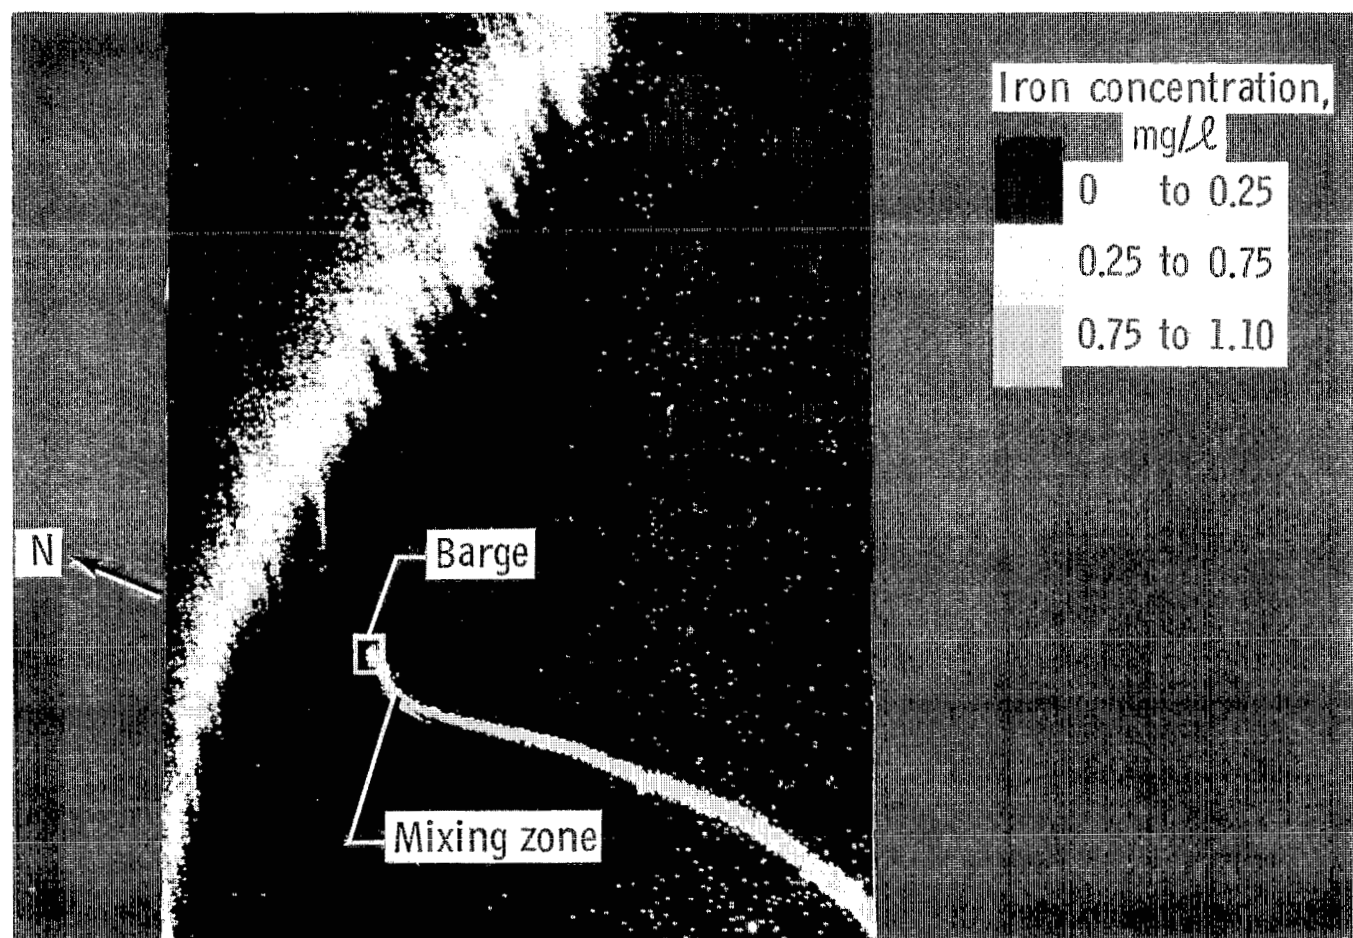 Iron concentration,
mg/ℓ
0 to 0.25
0.25 to 0.75
0.75 to 1.10
N
Barge
Mixing zone